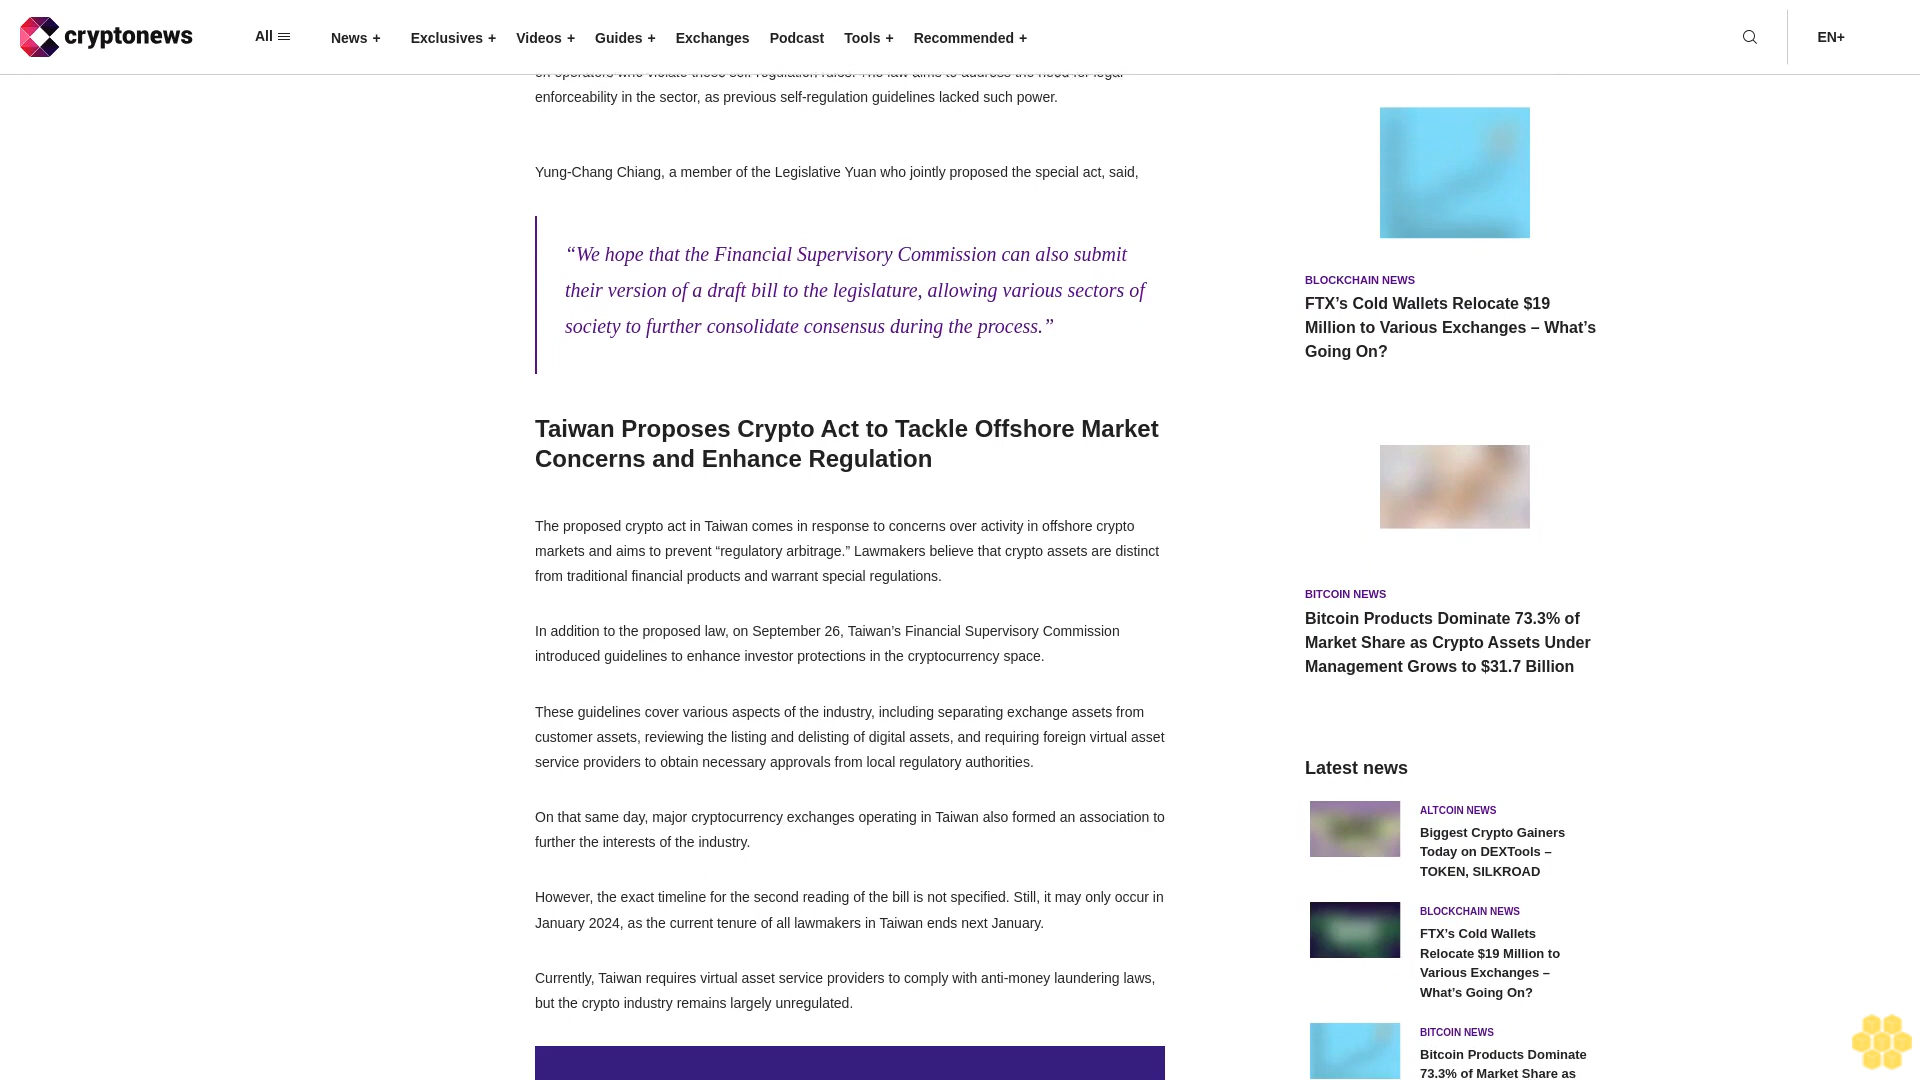 cryptonews
All
News +
Exclusives +
Videos +
Guides +
Exchanges
Podcast
Tools +
Recommended +
EN+
enforceability in the sector, as previous self-regulation guidelines lacked such power.
Yung-Chang Chiang, a member of the Legislative Yuan who jointly proposed the special act, said,
“We hope that the Financial Supervisory Commission can also submit
their version of a draft bill to the legislature, allowing various sectors of
society to further consolidate consensus during the process.”
Taiwan Proposes Crypto Act to Tackle Offshore Market
Concerns and Enhance Regulation
The proposed crypto act in Taiwan comes in response to concerns over activity in offshore crypto
markets and aims to prevent “regulatory arbitrage.” Lawmakers believe that crypto assets are distinct
from traditional financial products and warrant special regulations.
In addition to the proposed law, on September 26, Taiwan’s Financial Supervisory Commission
introduced guidelines to enhance investor protections in the cryptocurrency space.
These guidelines cover various aspects of the industry, including separating exchange assets from
customer assets, reviewing the listing and delisting of digital assets, and requiring foreign virtual asset
service providers to obtain necessary approvals from local regulatory authorities.
On that same day, major cryptocurrency exchanges operating in Taiwan also formed an association to
further the interests of the industry.
However, the exact timeline for the second reading of the bill is not specified. Still, it may only occur in
January 2024, as the current tenure of all lawmakers in Taiwan ends next January.
Currently, Taiwan requires virtual asset service providers to comply with anti-money laundering laws,
but the crypto industry remains largely unregulated.
BLOCKCHAIN NEWS
FTX’s Cold Wallets Relocate $19
Million to Various Exchanges – What’s
Going On?
BITCOIN NEWS
Bitcoin Products Dominate 73.3% of
Market Share as Crypto Assets Under
Management Grows to $31.7 Billion
Latest news
ALTCOIN NEWS
Biggest Crypto Gainers
Today on DEXTools –
TOKEN, SILKROAD
BLOCKCHAIN NEWS
FTX’s Cold Wallets
Relocate $19 Million to
Various Exchanges –
What’s Going On?
BITCOIN NEWS
Bitcoin Products Dominate
73.3% of Market Share as